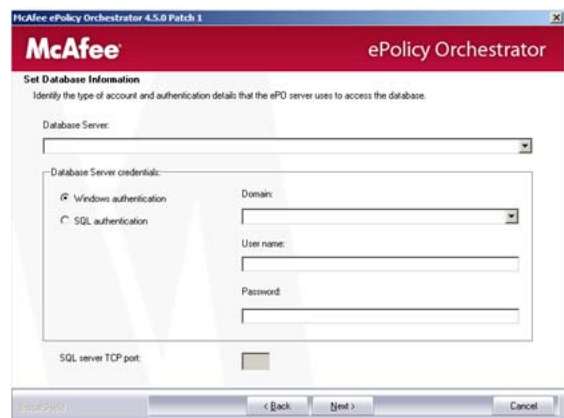 McAfee ePolicy Orchestrator 4.5.0 Patch 1
McAfee
ePolicy Orchestrator
Set Database Information
Identify the type of account and authentication details that the ePO server uses to access the database.
Database Server:
Database Server credentials:
Windows authentication
SQL authentication
Domain:
User name:
Password:
SQL server TCP port:
InstallShield
< Back
Next >
Cancel